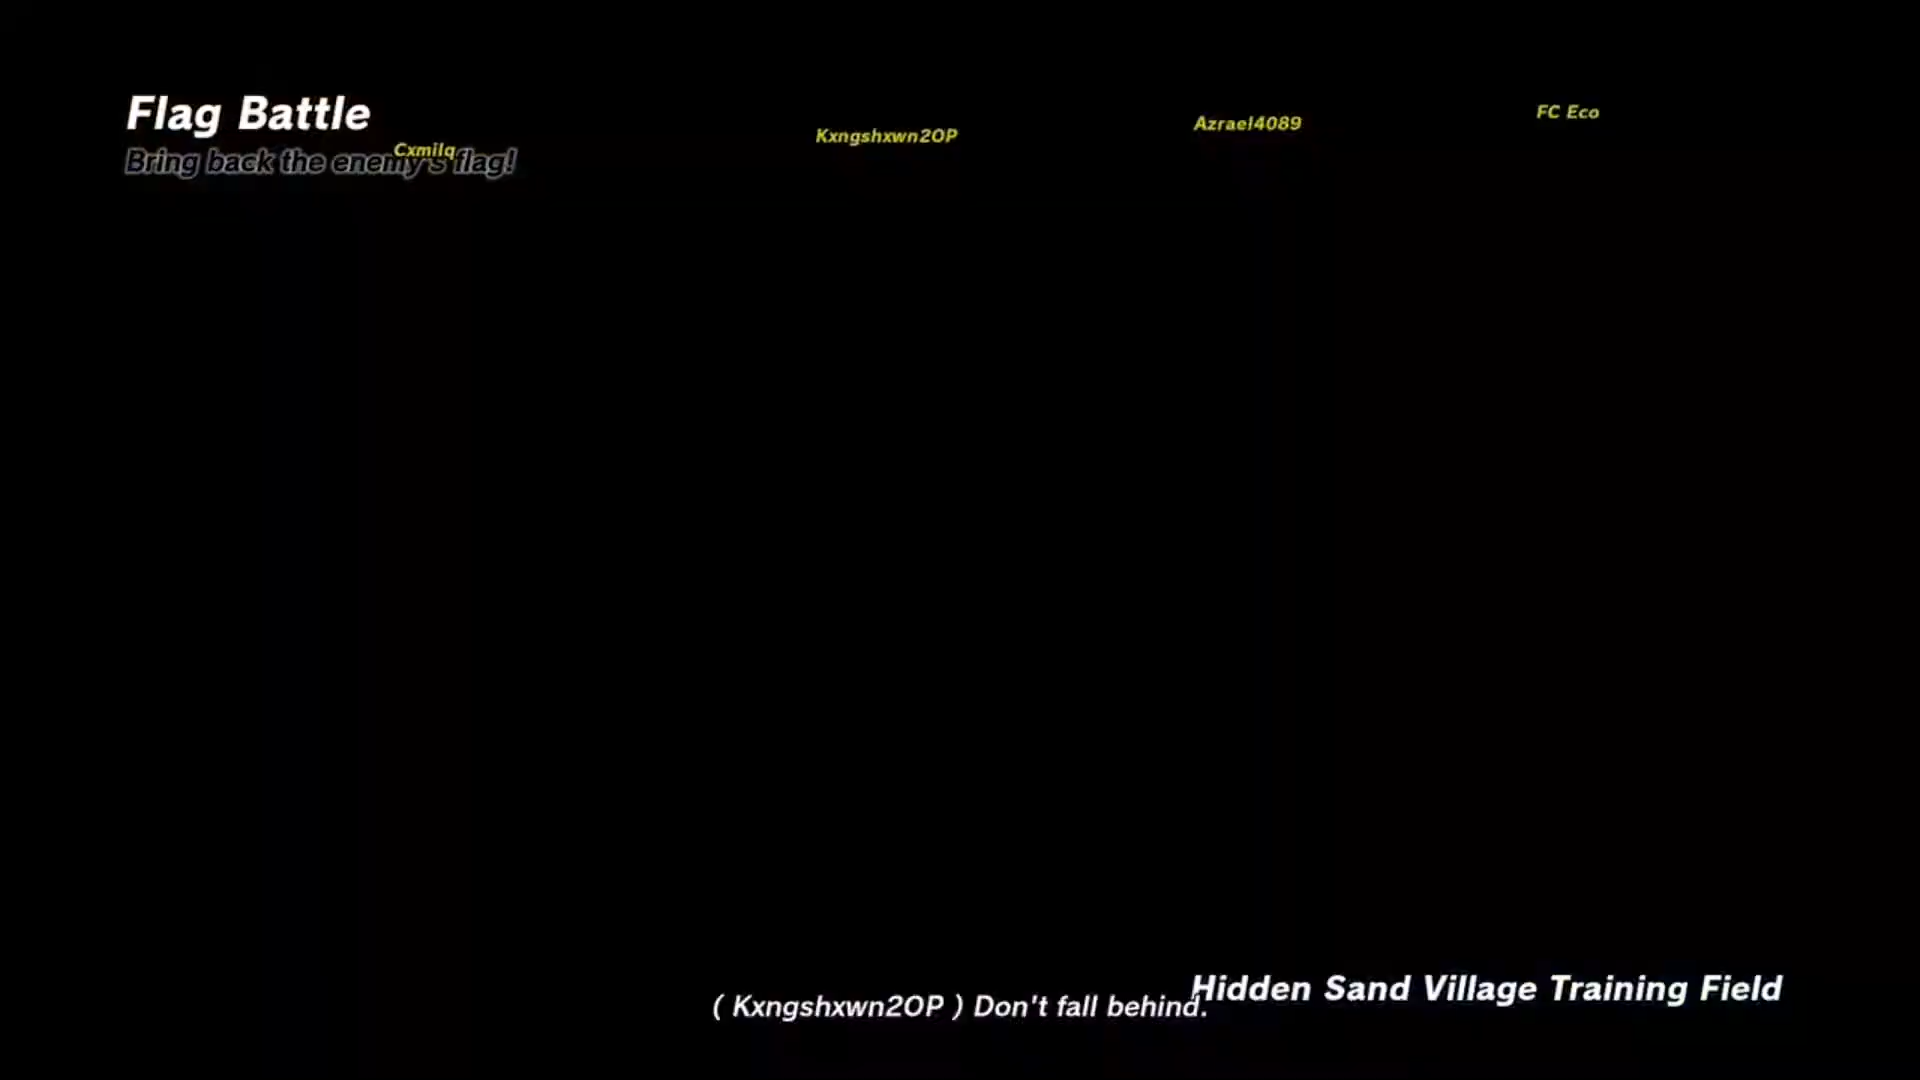 Flag Battle
Bring back the enemy's flag!
Cxmilq
Kxngshxwn2OP
Azrael4089
FC Eco
Hidden Sand Village Training Field
( Kxngshxwn2OP ) Don't fall behind.